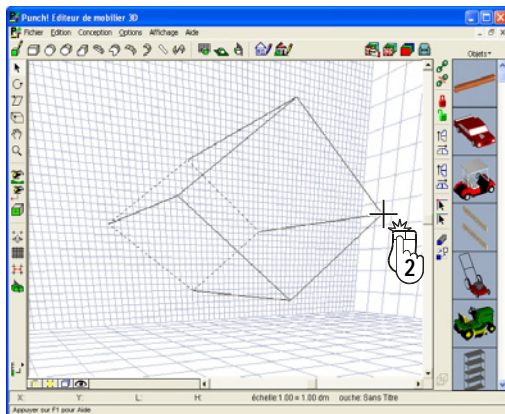 Punch! Editeur de mobilier 3D
Fichier Edition Conception Options Affichage Aide
Objets
2
X: Y: L: H: échelle:1.00 = 1.00 dm ouche: Sans Titre
Appuyer sur F1 pour Aide